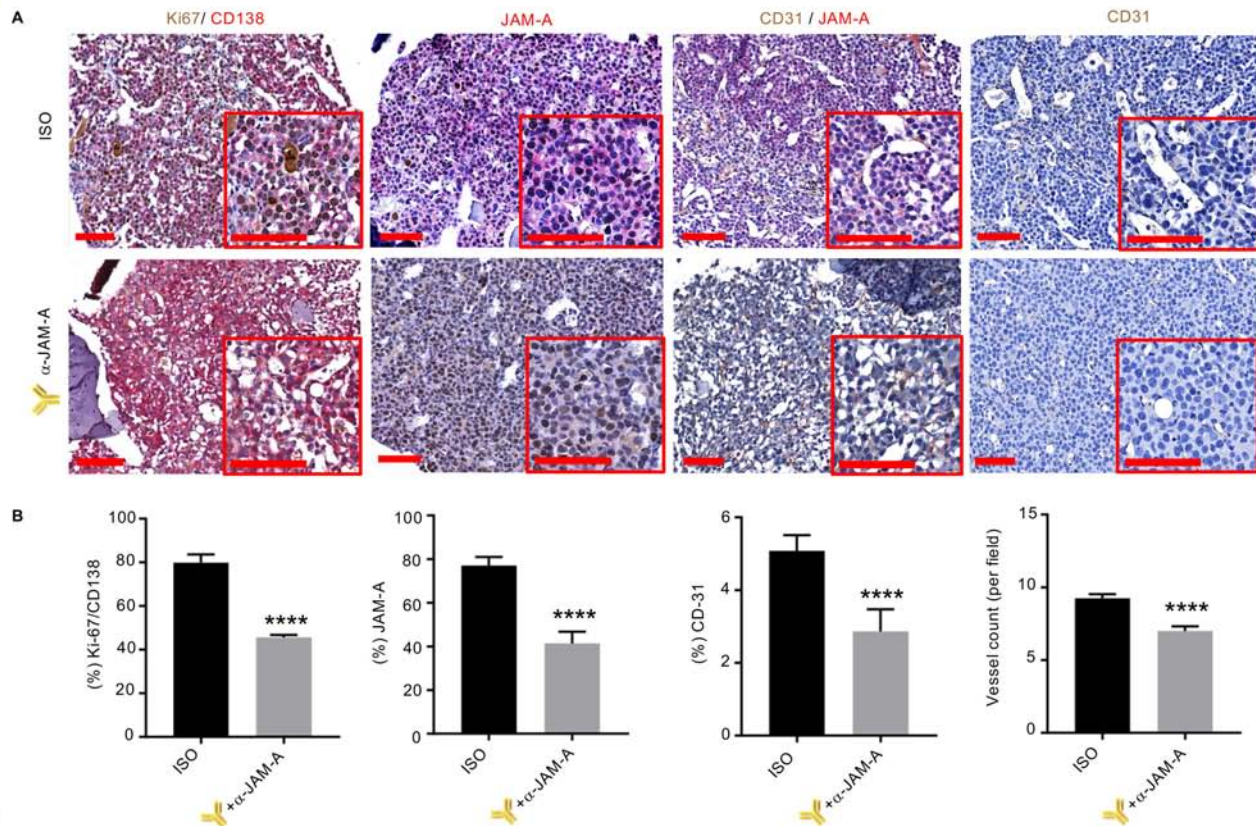 A
Ki67/ CD138
JAM-A
CD31 / JAM-A
CD31
ISO
α-JAM-A
B
(%) Ki-67/CD138
100
80
60
40
20
0
****
ISO
+α-JAM-A
(%) JAM-A
100
80
60
40
80
0
****
ISO
+α-JAM-A
(%) CD-31
6
4
2
0
****
ISO
+α-JAM-A
Vessel count (per field)
15
10
5
0
****
ISO
+α-JAM-A